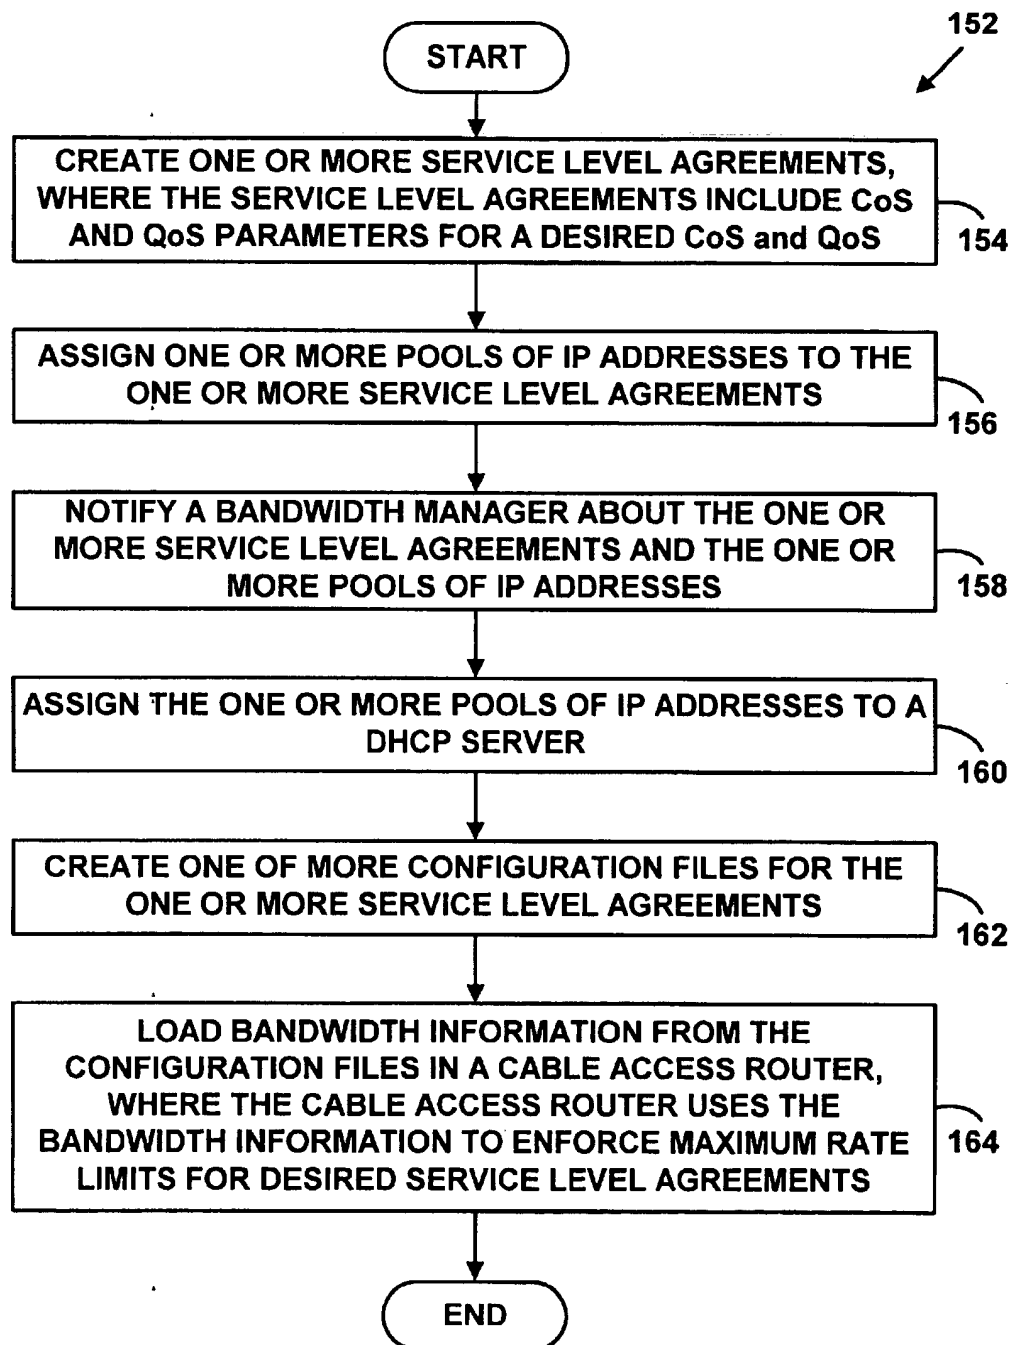 152
START
CREATE ONE OR MORE SERVICE LEVEL AGREEMENTS,
WHERE THE SERVICE LEVEL AGREEMENTS INCLUDE CoS
AND QoS PARAMETERS FOR A DESIRED CoS and QoS
154
ASSIGN ONE OR MORE POOLS OF IP ADDRESSES TO THE
ONE OR MORE SERVICE LEVEL AGREEMENTS
156
NOTIFY A BANDWIDTH MANAGER ABOUT THE ONE OR
MORE SERVICE LEVEL AGREEMENTS AND THE ONE OR
MORE POOLS OF IP ADDRESSES
158
ASSIGN THE ONE OR MORE POOLS OF IP ADDRESSES TO A
DHCP SERVER
160
CREATE ONE OF MORE CONFIGURATION FILES FOR THE
ONE OR MORE SERVICE LEVEL AGREEMENTS
162
LOAD BANDWIDTH INFORMATION FROM THE
CONFIGURATION FILES IN A CABLE ACCESS ROUTER,
WHERE THE CABLE ACCESS ROUTER USES THE
BANDWIDTH INFORMATION TO ENFORCE MAXIMUM RATE
LIMITS FOR DESIRED SERVICE LEVEL AGREEMENTS
164
END